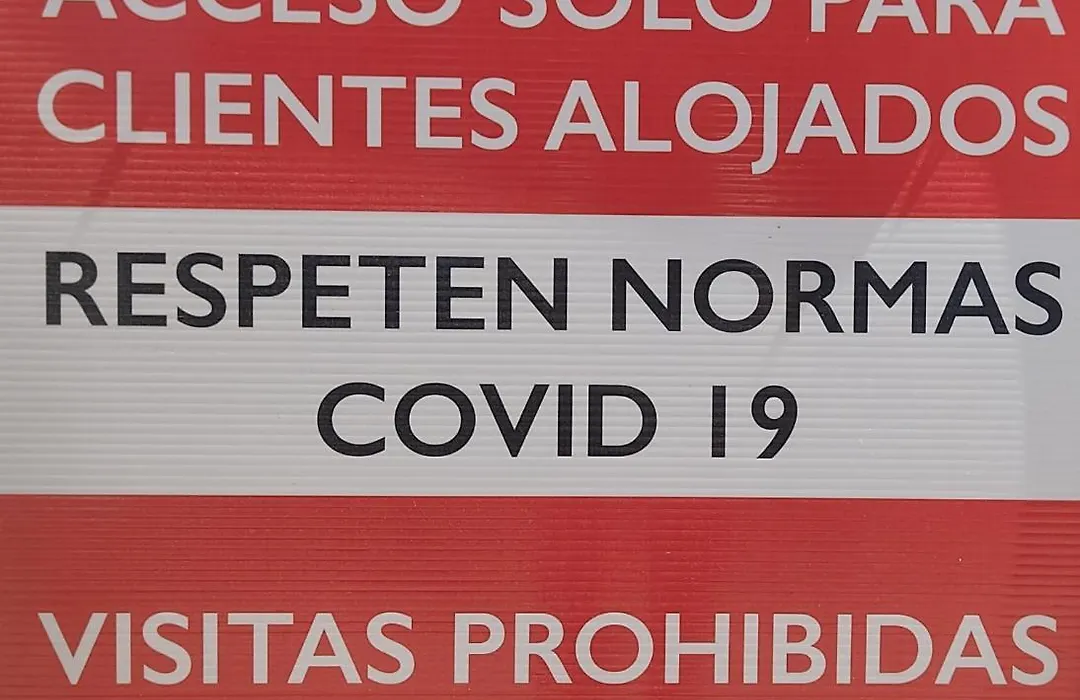 ACCESO SOLO PARA
CLIENTES ALOJADOS
RESPETEN NORMAS
COVID 19
VISITAS PROHIBIDAS